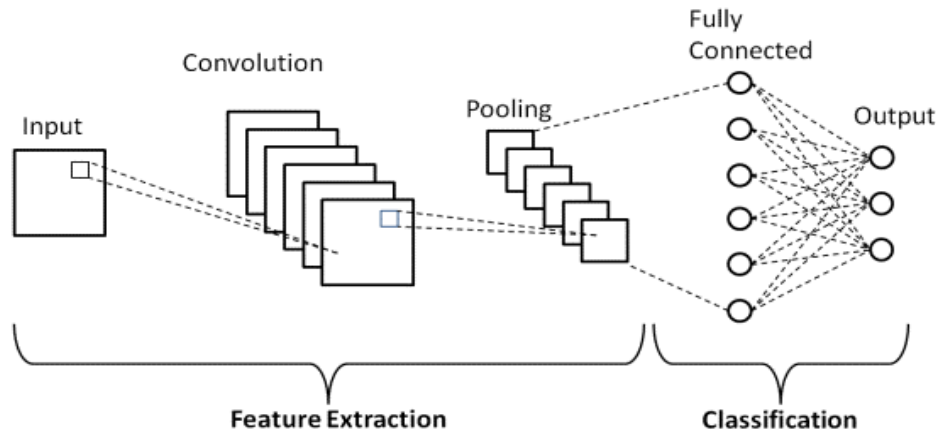 Input
Convolution
Pooling
Fully
Connected
Output
Feature Extraction
Classification